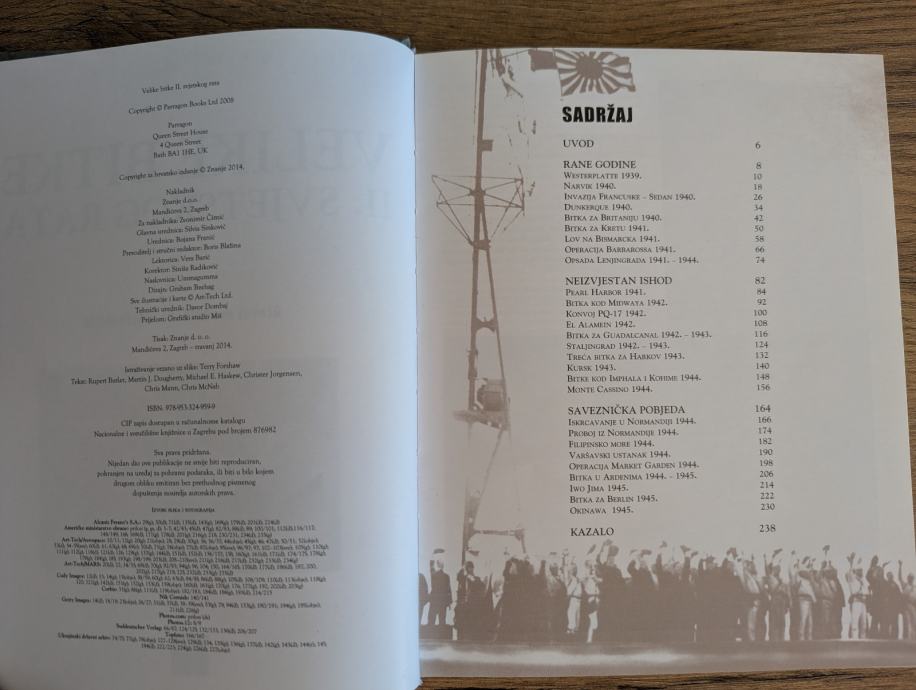 Velike bitke II. svjetskog rata
Copyright © Parragon Books Ltd 2008
Parragon
Queen Street House
4 Queen Street
Bath BA1 1HE, UK
Copyright za hrvatsko izdanje © Znanje 2014.
Nakladnik
Znanje d.o.o.
Mandićeva 2, Zagreb
Za nakladnika: Zvonimir Čimić
Glavna urednica: Silvia Sinković
Urednica: Bojana Franić
Prevoditelj i stručni redaktor: Boris Blažina
Lektorica: Vera Barić
Korektor: Siniša Radiković
Naslovnica: Ummagumma
Dizajn: Graham Beehag
Sve ilustracije i karte © Art-Tech Ltd.
Tehnički urednik: Davor Dombaj
Prijelom: Grafički studio Miš
Tisak: Znanje d. o. o.
Mandićeva 2, Zagreb – travanj 2014.
Istraživanje vezano uz slike: Terry Forshaw
Tekst: Rupert Butler, Martin J. Dougherty, Michael E. Haskew, Christer Jorgensen,
Chris Mann, Chris McNab
ISBN: 978-953-324-959-9
CIP zapis dostupan u računalnome katalogu
Nacionalne i sveučilišne knjižnice u Zagrebu pod brojem 876982
Sva prava pridržana.
Nijedan dio ove publikacije ne smije biti reproduciran,
pohranjen na uređaj za pohranu podataka, ili biti u bilo kojem
drugom obliku emitiran bez prethodnog pismenog
dopuštenja nositelja autorskih prava.
Izvori slika i fotografija
SADRŽAJ
UVOD 6
RANE GODINE 8
Westerplatte 1939. 10
Narvik 1940. 18
Invazija Francuske – Sedan 1940. 26
Dunkerque 1940. 34
Bitka za Britaniju 1940. 42
Bitka za Kretu 1941. 50
Lov na Bismarcka 1941. 58
Operacija Barbarossa 1941. 66
Opsada Lenjingrada 1941. – 1944. 74
NEIZVJESTAN ISHOD 82
Pearl Harbor 1941. 84
Bitka kod Midwaya 1942. 92
Konvoj PQ-17 1942. 100
El Alamein 1942. 108
Bitka za Guadalcanal 1942. – 1943. 116
Staljingrad 1942. – 1943. 124
Treća bitka za Harkov 1943. 132
Kursk 1943. 140
Bitke kod Imphala i Kohime 1944. 148
Monte Cassino 1944. 156
SAVEZNIČKA POBJEDA 164
Iskrcavanje u Normandiji 1944. 166
Proboj iz Normandije 1944. 174
Filipinsko more 1944. 182
Varšavski ustanak 1944. 190
Operacija Market Garden 1944. 198
Bitka u Ardenima 1944. – 1945. 206
Iwo Jima 1945. 214
Bitka za Berlin 1945. 222
Okinawa 1945. 230
KAZALO 238